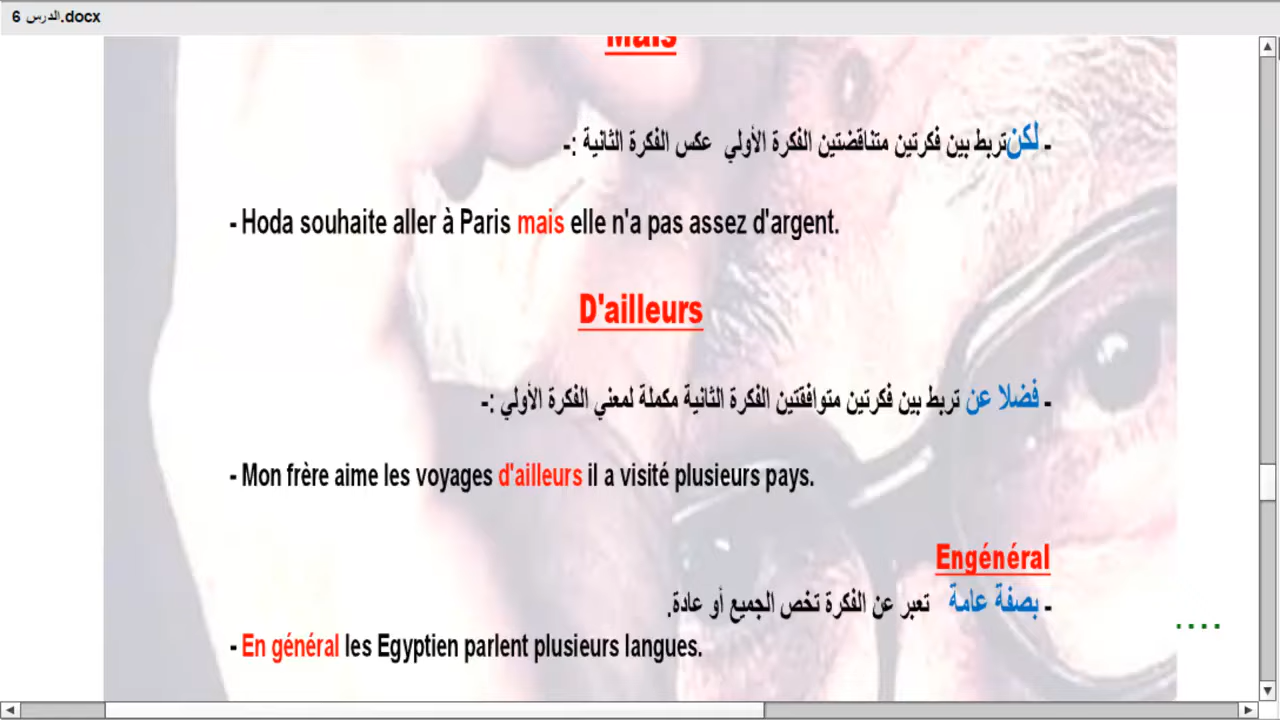 الدرس 6.docx
Mais
- لكن تربط بين فكرتين متناقضتين الفكرة الأولي عكس الفكرة الثانية :-
- Hoda souhaite aller à Paris mais elle n'a pas assez d'argent.
D'ailleurs
- فضلا عن تربط بين فكرتين متوافقتين الفكرة الثانية مكملة لمعني الفكرة الأولي :-
- Mon frère aime les voyages d'ailleurs il a visité plusieurs pays.
Engénéral
- بصفة عامة تعبر عن الفكرة تخص الجميع أو عادة.
- En général les Egyptien parlent plusieurs langues.
....